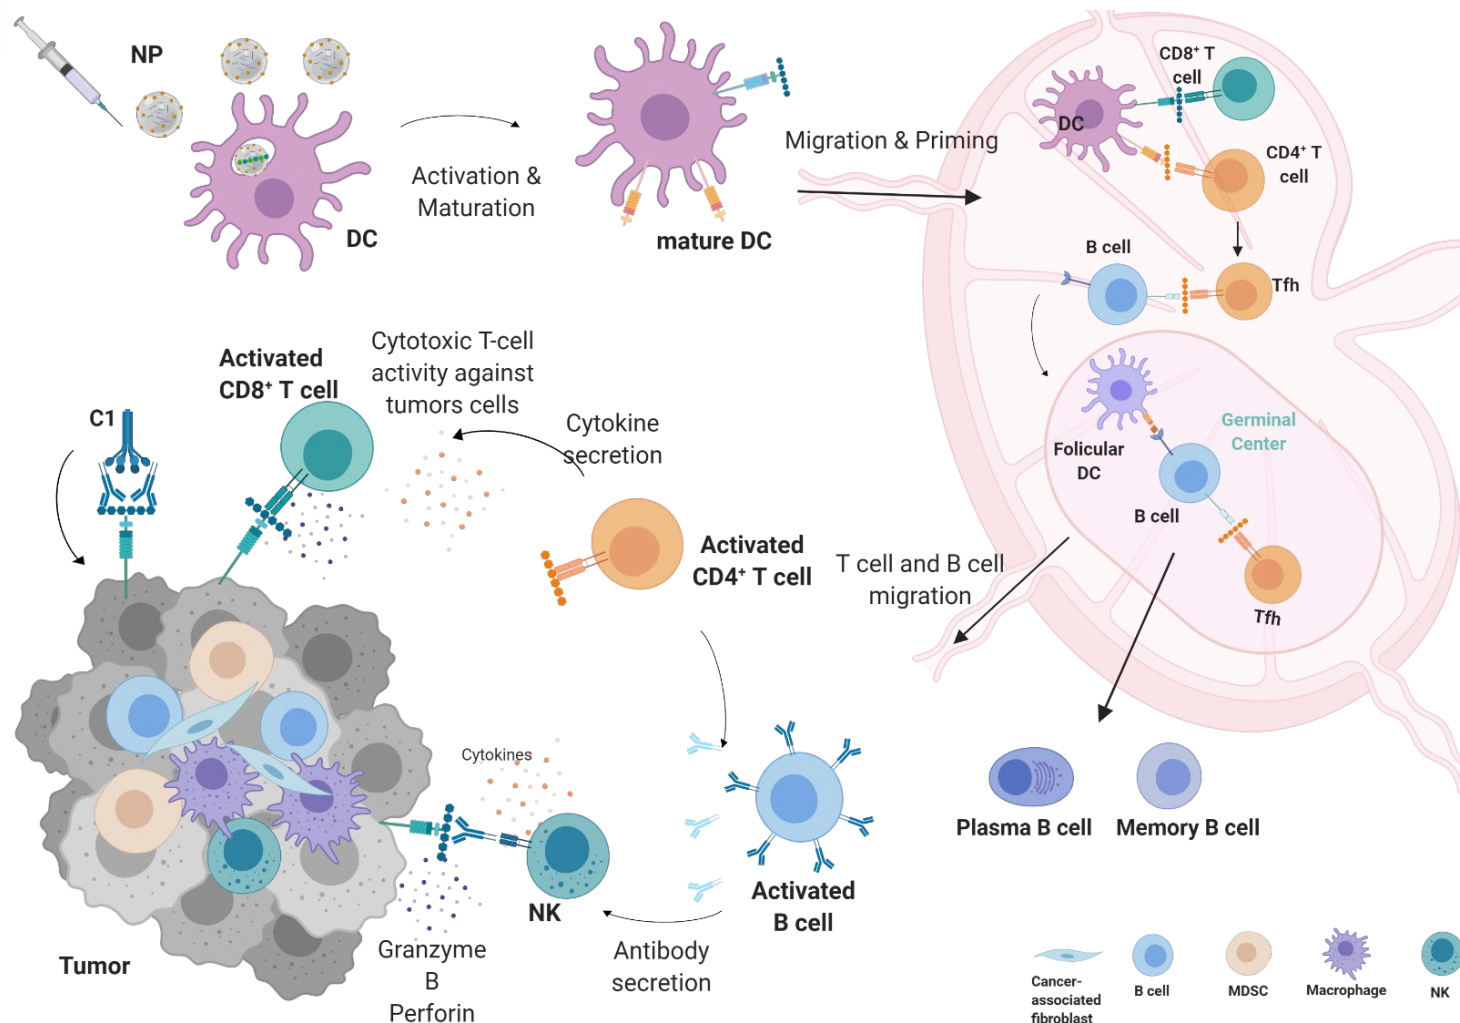 NP
DC
Activation &
Maturation
mature DC
Migration & Priming
CD8⁺ T
cell
DC
CD4⁺ T
cell
B cell
Tfh
Germinal
Center
Folicular
DC
B cell
Tfh
Activated
CD8⁺ T cell
Cytotoxic T-cell
activity against
tumors cells
C1
Cytokine
secretion
Activated
CD4⁺ T cell
T cell and B cell
migration
Cytokines
Plasma B cell
Memory B cell
Activated
B cell
NK
Granzyme
B
Perforin
Antibody
secretion
Tumor
Cancer-
associated
fibroblast
B cell
MDSC
Macrophage
NK